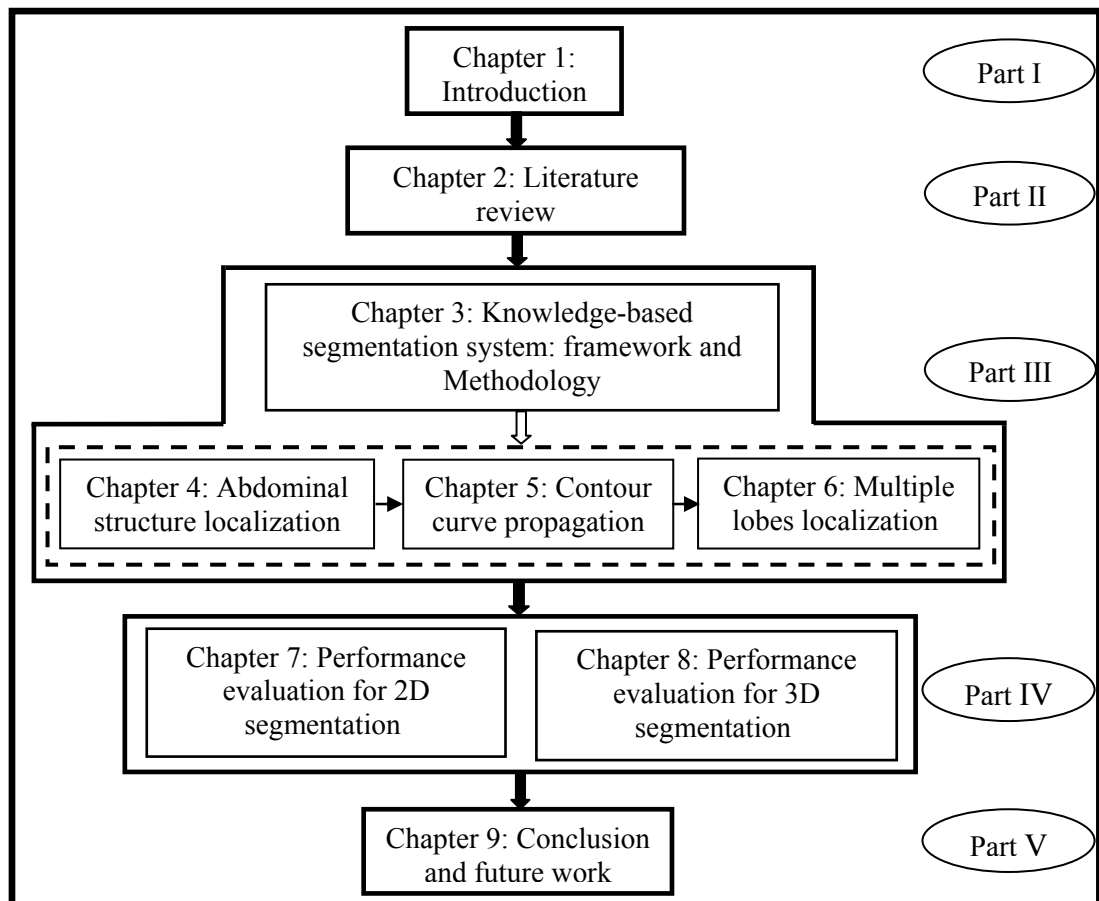 Chapter 1:
Introduction
Part I
Chapter 2: Literature
review
Part II
Chapter 3: Knowledge-based
segmentation system: framework and
Methodology
Part III
Chapter 4: Abdominal
structure localization
Chapter 5: Contour
curve propagation
Chapter 6: Multiple
lobes localization
Chapter 7: Performance
evaluation for 2D
segmentation
Chapter 8: Performance
evaluation for 3D
segmentation
Part IV
Chapter 9: Conclusion
and future work
Part V